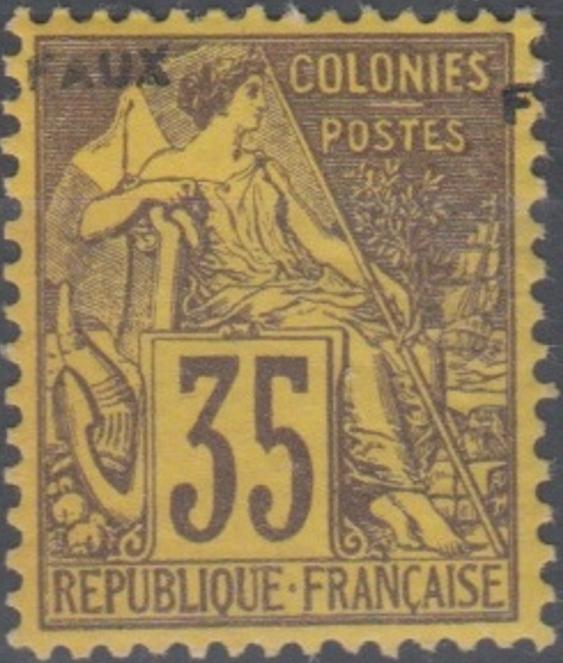 FAUX
COLONIES
F
POSTES
35
REPUBLIQUE·FRANÇAISE